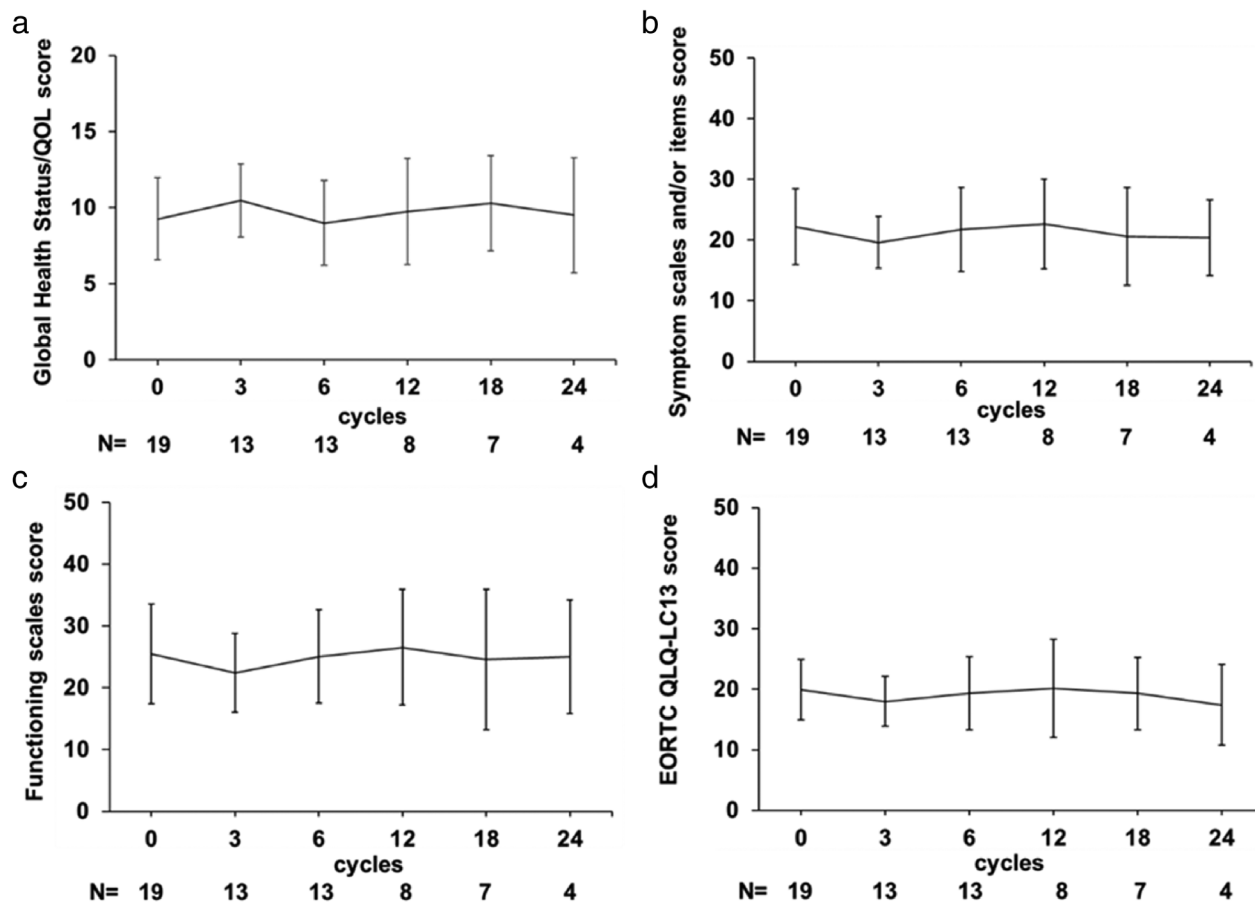 a
Global Health Status/QOL score
20
15
10
5
0
0 3 6 12 18 24
cycles
N= 19 13 13 8 7 4
b
Symptom scales and/or items score
50
40
30
20
10
0
0 3 6 12 18 24
cycles
N= 19 13 13 8 7 4
c
Functioning scales score
50
40
30
20
10
0
0 3 6 12 18 24
cycles
N= 19 13 13 8 7 4
d
EORTC QLQ-LC13 score
50
40
30
20
10
0
0 3 6 12 18 24
cycles
N= 19 13 13 8 7 4